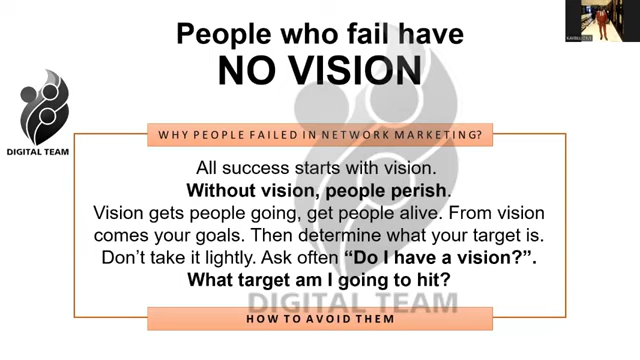 People who fail have
NO VISION
DIGITAL TEAM
WHY PEOPLE FAILED IN NETWORK MARKETING?
All success starts with vision.
Without vision, people perish.
Vision gets people going, get people alive. From vision
comes your goals. Then determine what your target is.
Don't take it lightly. Ask often “Do I have a vision?”.
What target am I going to hit?
DIGITAL TEAM
HOW TO AVOID THEM